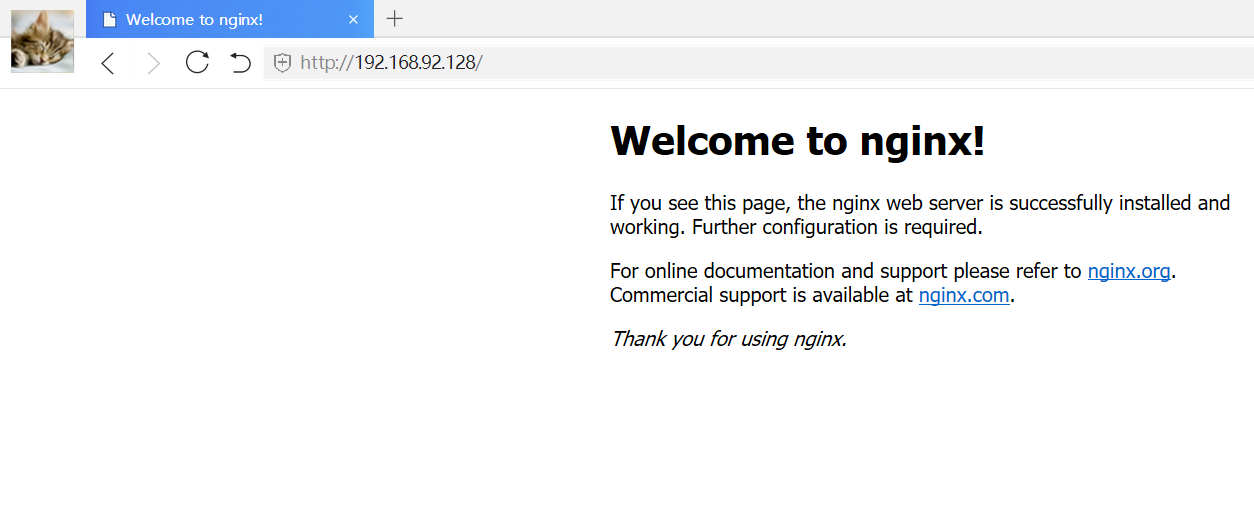 Welcome to nginx!
http://192.168.92.128/
Welcome to nginx!
If you see this page, the nginx web server is successfully installed and
working. Further configuration is required.
For online documentation and support please refer to nginx.org.
Commercial support is available at nginx.com.
Thank you for using nginx.